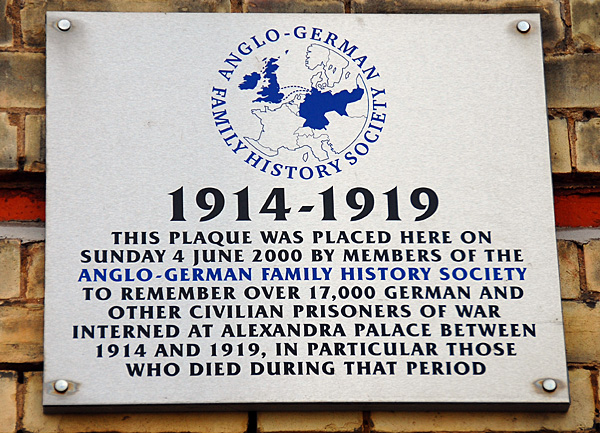 ANGLO-GERMAN
FAMILY HISTORY SOCIETY
1914-1919
THIS PLAQUE WAS PLACED HERE ON
SUNDAY 4 JUNE 2000 BY MEMBERS OF THE
ANGLO-GERMAN FAMILY HISTORY SOCIETY
TO REMEMBER OVER 17,000 GERMAN AND
OTHER CIVILIAN PRISONERS OF WAR
INTERNED AT ALEXANDRA PALACE BETWEEN
1914 AND 1919, IN PARTICULAR THOSE
WHO DIED DURING THAT PERIOD